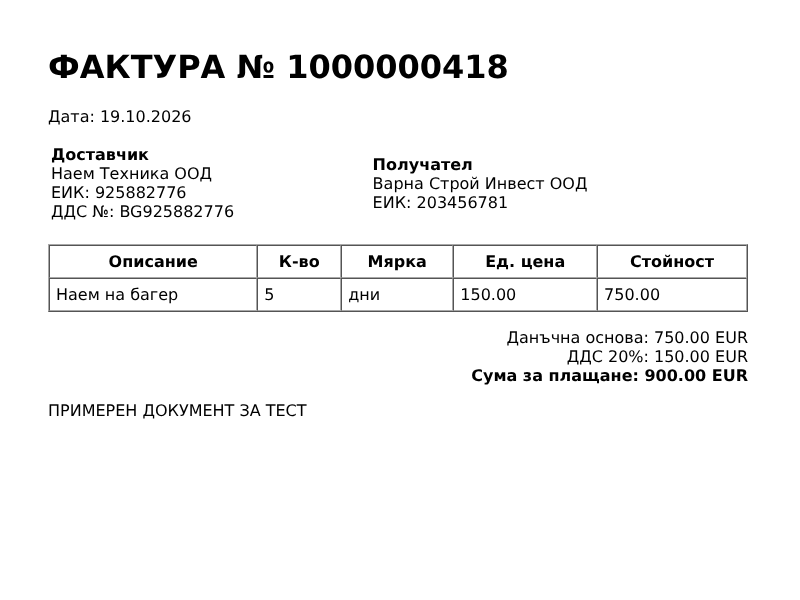 ФАКТУРА № 1000000418
Дата: 19.10.2026
Доставчик
Наем Техника ООД
ЕИК: 925882776
ДДС №: BG925882776
Получател
Варна Строй Инвест ООД
ЕИК: 203456781
Описание К-во Мярка Ед. цена Стойност
Наем на багер 5 дни 150.00 750.00
Данъчна основа: 750.00 EUR
ДДС 20%: 150.00 EUR
Сума за плащане: 900.00 EUR
ПРИМЕРЕН ДОКУМЕНТ ЗА ТЕСТ